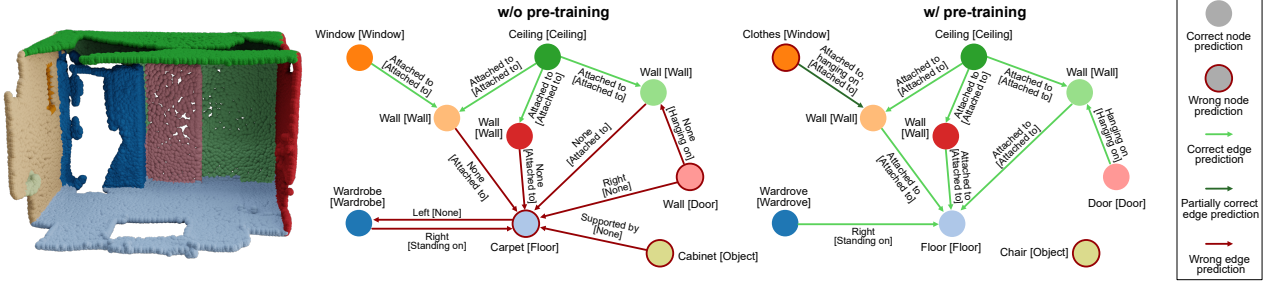 w/o pre-training
Window [Window]
Ceiling [Ceiling]
Attached to
[Attached to]
Attached to
[Attached to]
Attached to
[Attached to]
Attached to
[Attached to]
Wall [Wall]
Wall [Wall]
Wall
[Wall]
None
[Attached to]
None
[Attached to]
None
[Attached to]
None
[Hanging on]
Right
[None]
Wall [Door]
Wardrobe
[Wardrobe]
Left [None]
Right
[Standing on]
Carpet [Floor]
Supported by
[None]
Cabinet [Object]
w/ pre-training
Clothes [Window]
Ceiling [Ceiling]
Attached to,
hanging on
[Attached to]
Attached to
[Attached to]
Attached to
[Attached to]
Attached to
[Attached to]
Wall [Wall]
Wall [Wall]
Wall
[Wall]
Attached to
[Attached to]
Attached to
[Attached to]
Attached to
[Attached to]
Hanging on
[Hanging on]
Door [Door]
Wardrove
[Wardrove]
Right
[Standing on]
Floor [Floor]
Chair [Object]
Correct node
prediction
Wrong node
prediction
Correct edge
prediction
Partially correct
edge prediction
Wrong edge
prediction